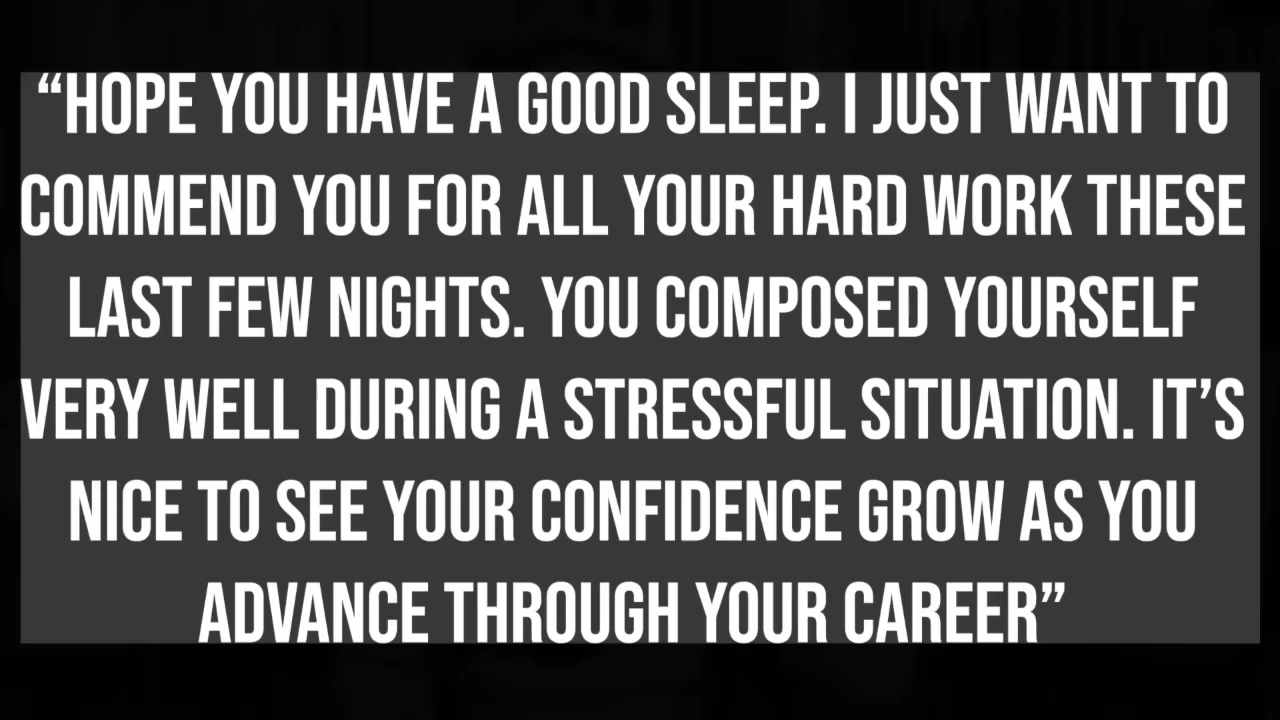 “HOPE YOU HAVE A GOOD SLEEP. I JUST WANT TO
COMMEND YOU FOR ALL YOUR HARD WORK THESE
LAST FEW NIGHTS. YOU COMPOSED YOURSELF
VERY WELL DURING A STRESSFUL SITUATION. IT’S
NICE TO SEE YOUR CONFIDENCE GROW AS YOU
ADVANCE THROUGH YOUR CAREER”